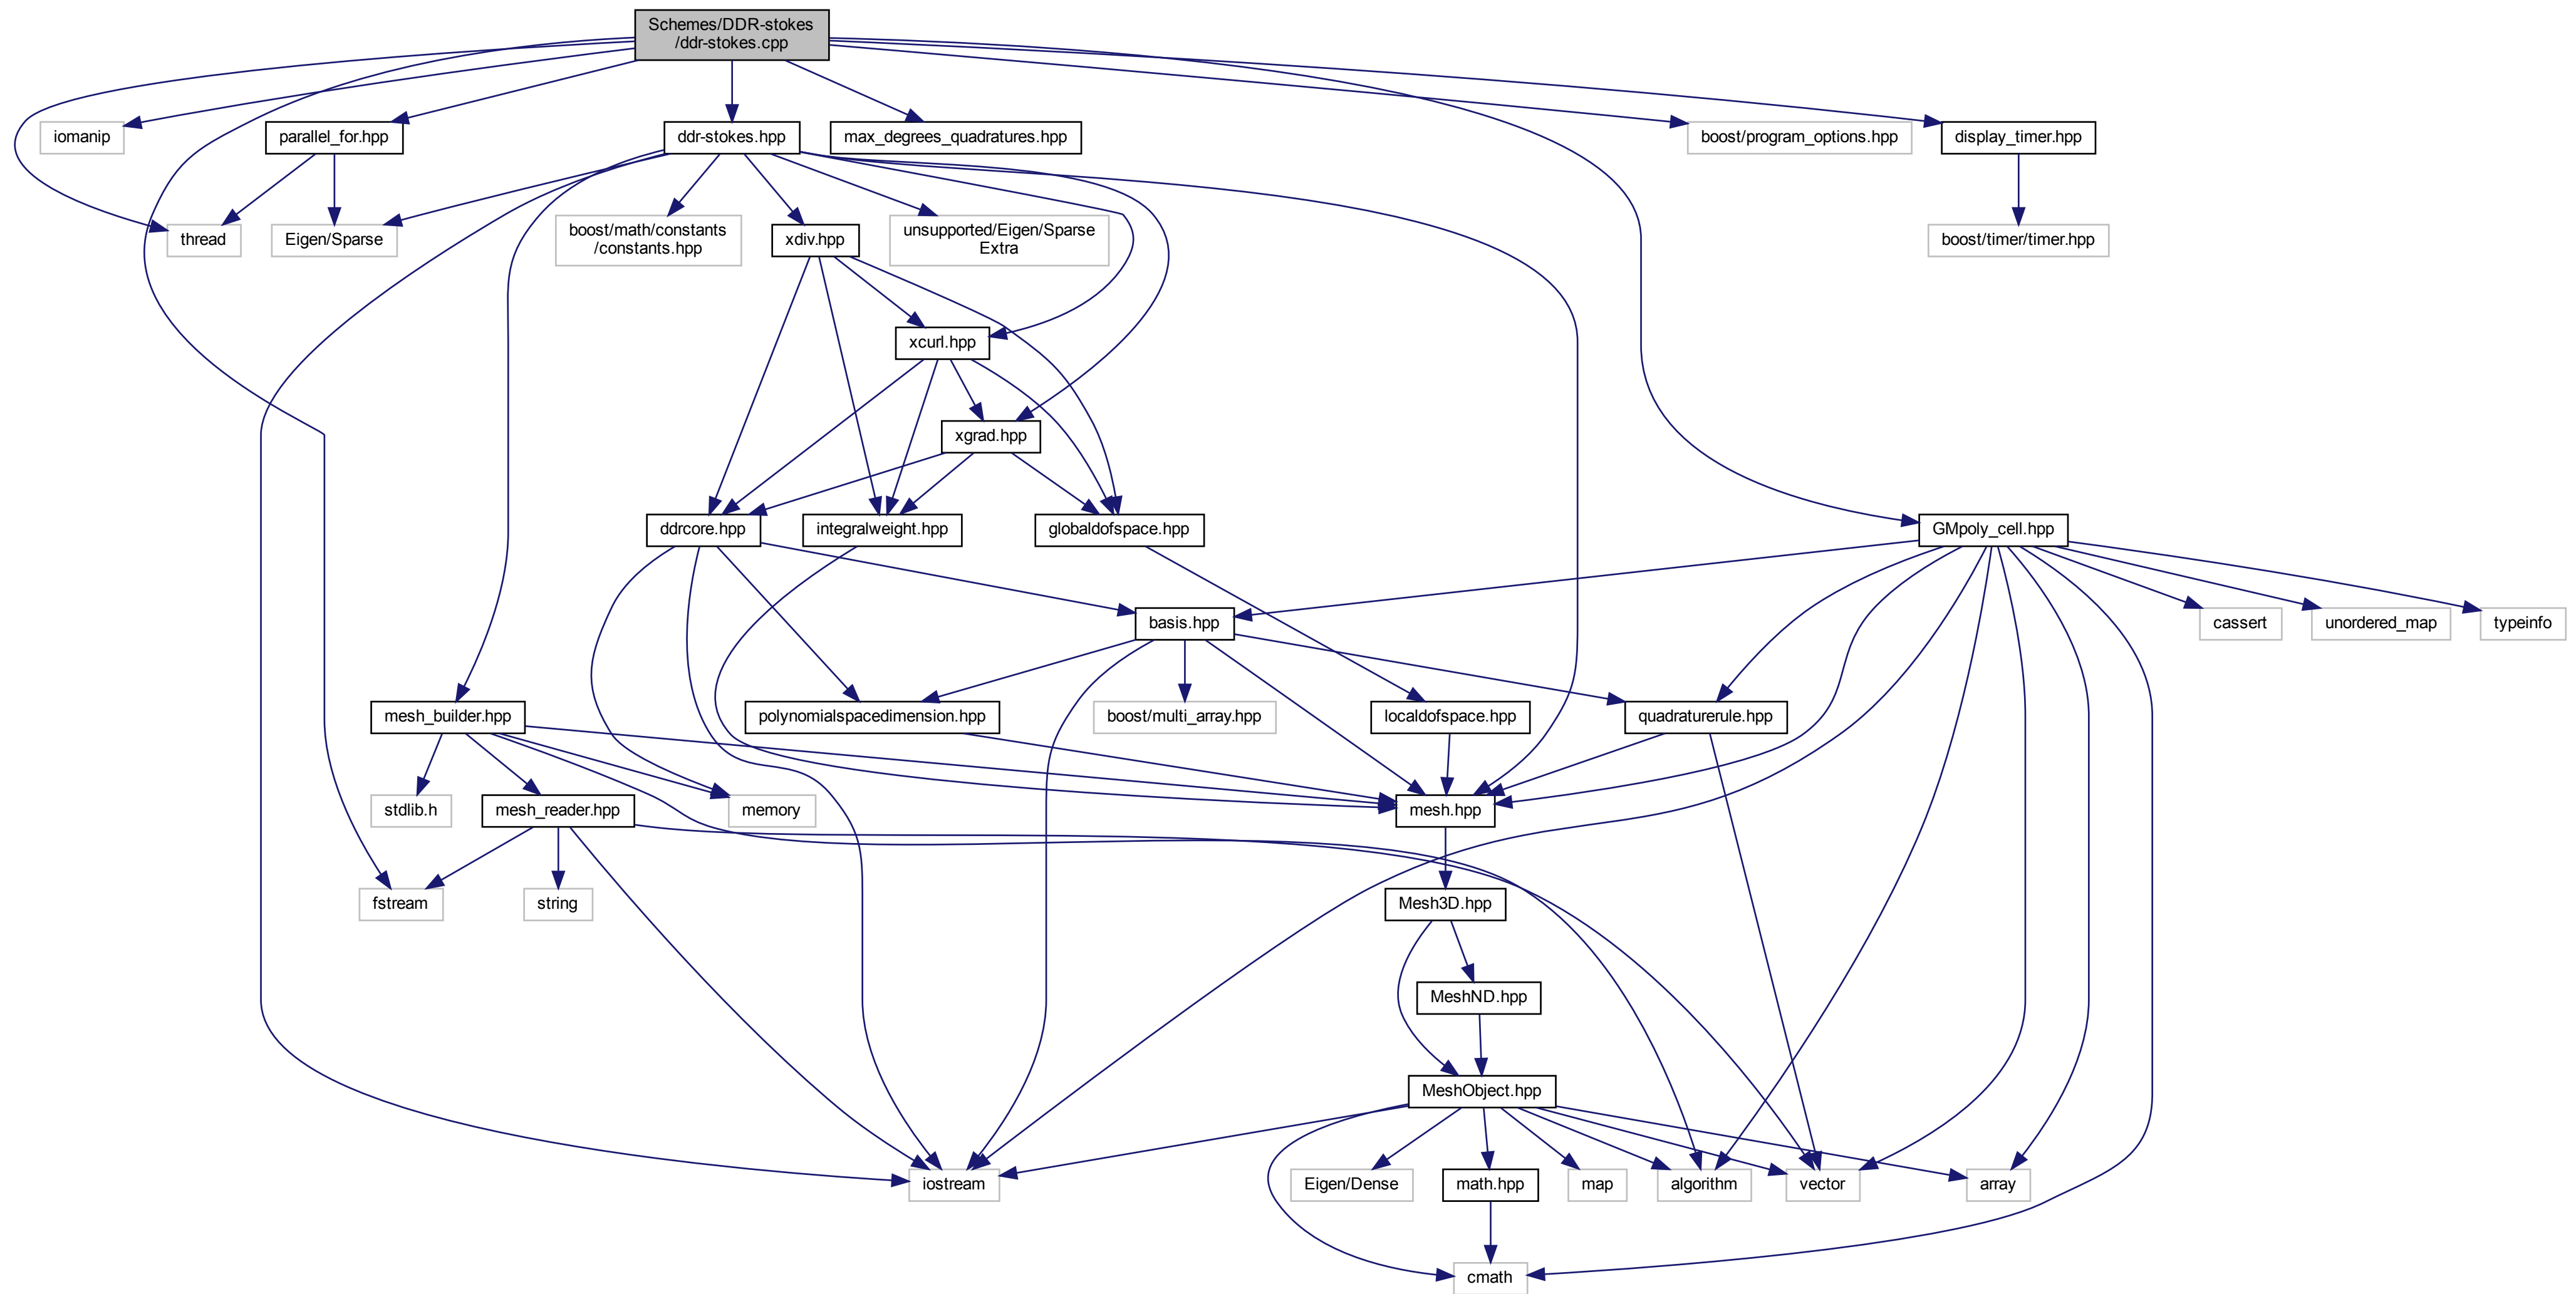 Schemes/DDR-stokes
/ddr-stokes.cpp
iomanip
parallel_for.hpp
ddr-stokes.hpp
max_degrees_quadratures.hpp
boost/program_options.hpp
display_timer.hpp
thread
Eigen/Sparse
boost/math/constants
/constants.hpp
xdiv.hpp
unsupported/Eigen/Sparse
Extra
boost/timer/timer.hpp
xcurl.hpp
xgrad.hpp
ddrcore.hpp
integralweight.hpp
globaldofspace.hpp
GMpoly_cell.hpp
basis.hpp
cassert
unordered_map
typeinfo
mesh_builder.hpp
polynomialspacedimension.hpp
boost/multi_array.hpp
localdofspace.hpp
quadraturerule.hpp
stdlib.h
mesh_reader.hpp
memory
mesh.hpp
fstream
string
Mesh3D.hpp
MeshND.hpp
MeshObject.hpp
iostream
Eigen/Dense
math.hpp
map
algorithm
vector
array
cmath